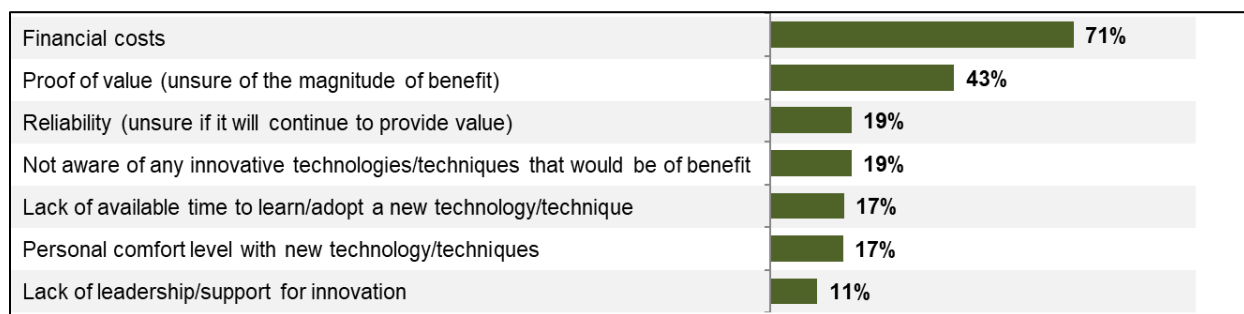 Financial costs 71%
Proof of value (unsure of the magnitude of benefit) 43%
Reliability (unsure if it will continue to provide value) 19%
Not aware of any innovative technologies/techniques that would be of benefit 19%
Lack of available time to learn/adopt a new technology/technique 17%
Personal comfort level with new technology/techniques 17%
Lack of leadership/support for innovation 11%